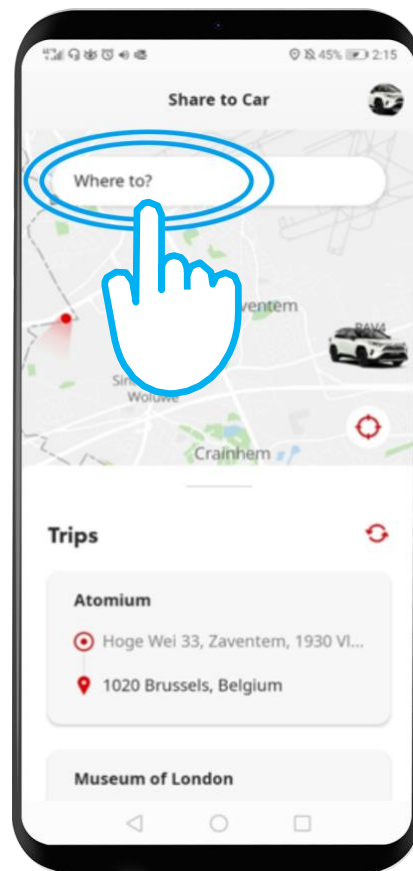 45% 2:15
Share to Car
Where to?
ventem
RAV4
Woluwe
Crainhem
Trips
Atomium
Hoge Wei 33, Zaventem, 1930 Vl...
1020 Brussels, Belgium
Museum of London